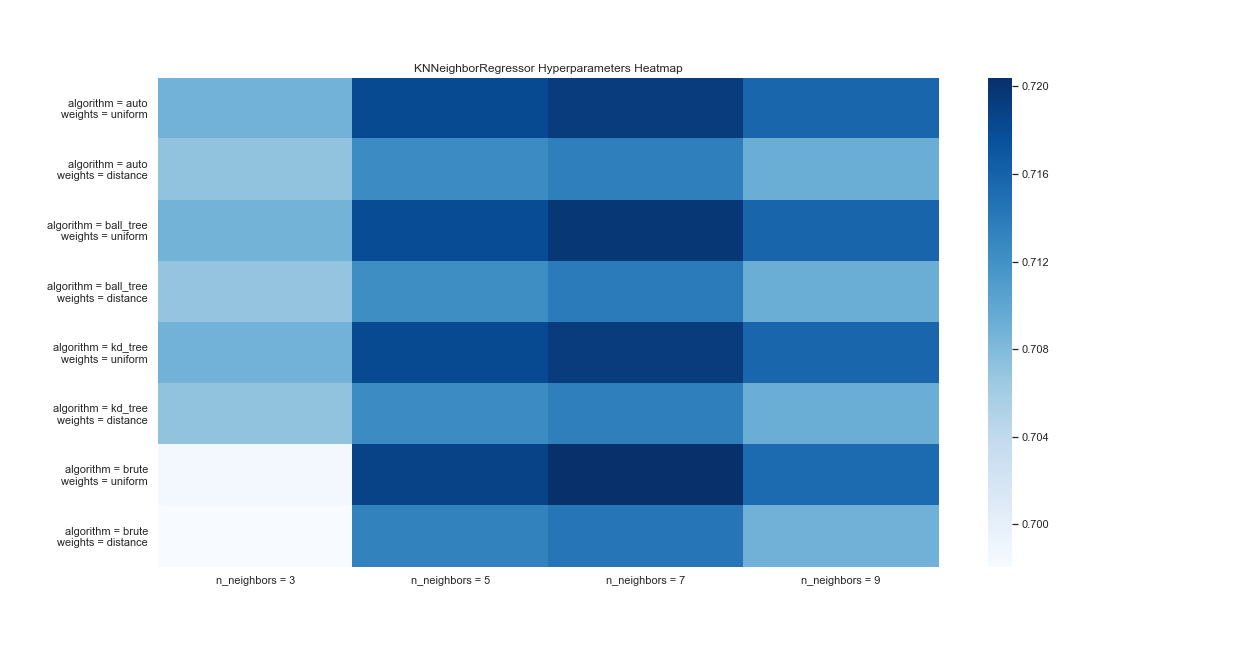 KNNeighborRegressor Hyperparameters Heatmap
algorithm = auto
weights = uniform
algorithm = auto
weights = distance
algorithm = ball_tree
weights = uniform
algorithm = ball_tree
weights = distance
algorithm = kd_tree
weights = uniform
algorithm = kd_tree
weights = distance
algorithm = brute
weights = uniform
algorithm = brute
weights = distance
n_neighbors = 3
n_neighbors = 5
n_neighbors = 7
n_neighbors = 9
0.720
0.716
0.712
0.708
0.704
0.700